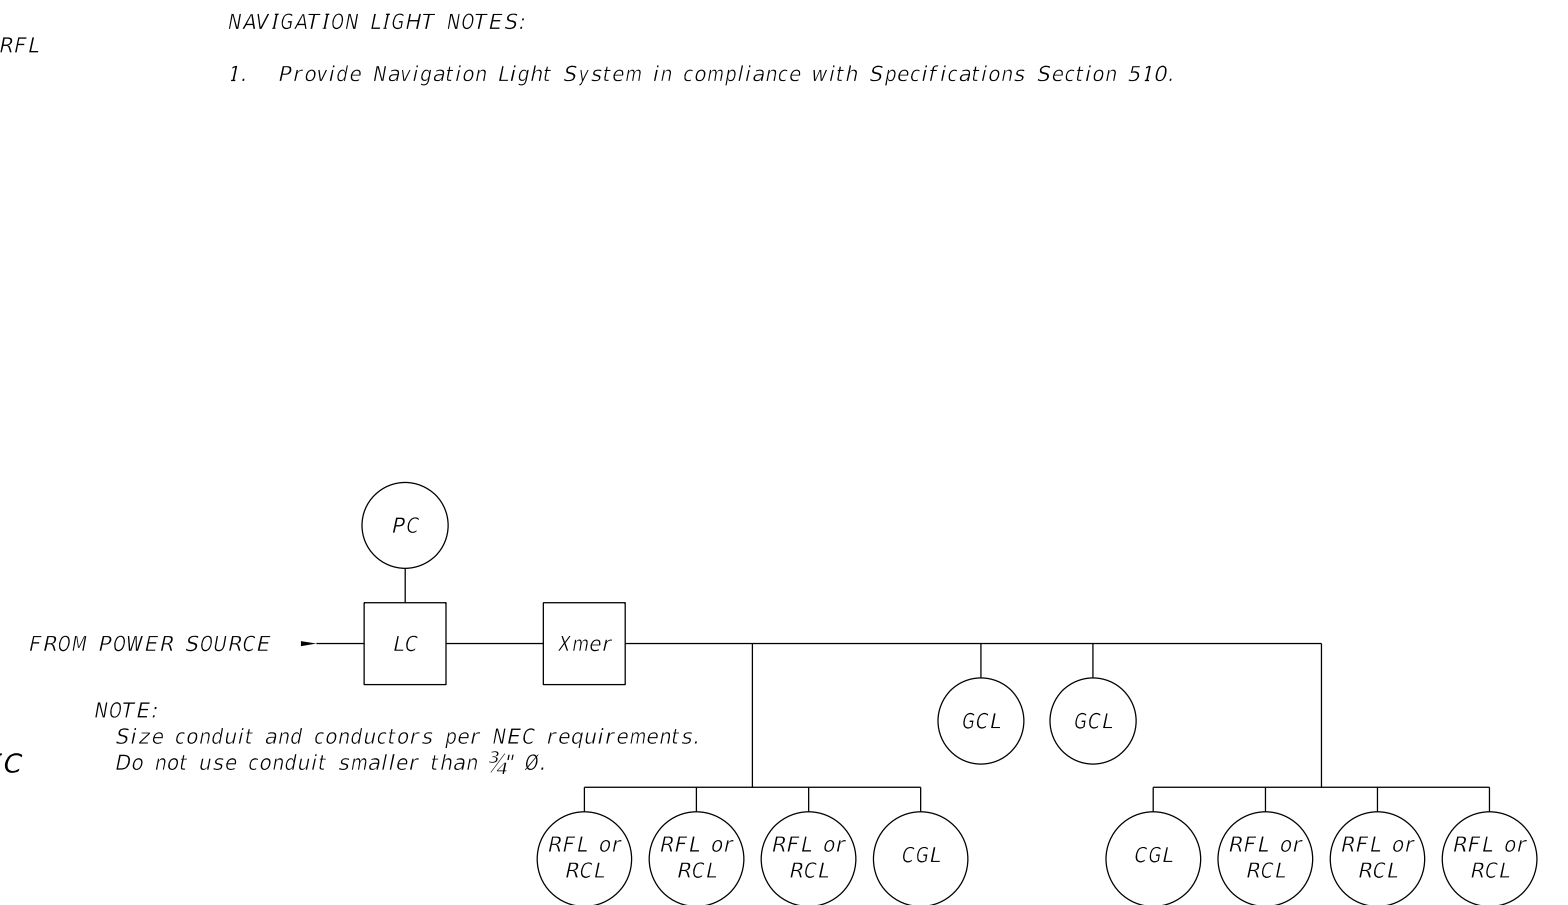 NAVIGATION LIGHT NOTES:
RFL
1. Provide Navigation Light System in compliance with Specifications Section 510.
PC
FROM POWER SOURCE
LC
Xmer
NOTE:
Size conduit and conductors per NEC requirements.
Do not use conduit smaller than ¾" Ø.
GCL
GCL
C
RFL or
RCL
RFL or
RCL
RFL or
RCL
CGL
CGL
RFL or
RCL
RFL or
RCL
RFL or
RCL